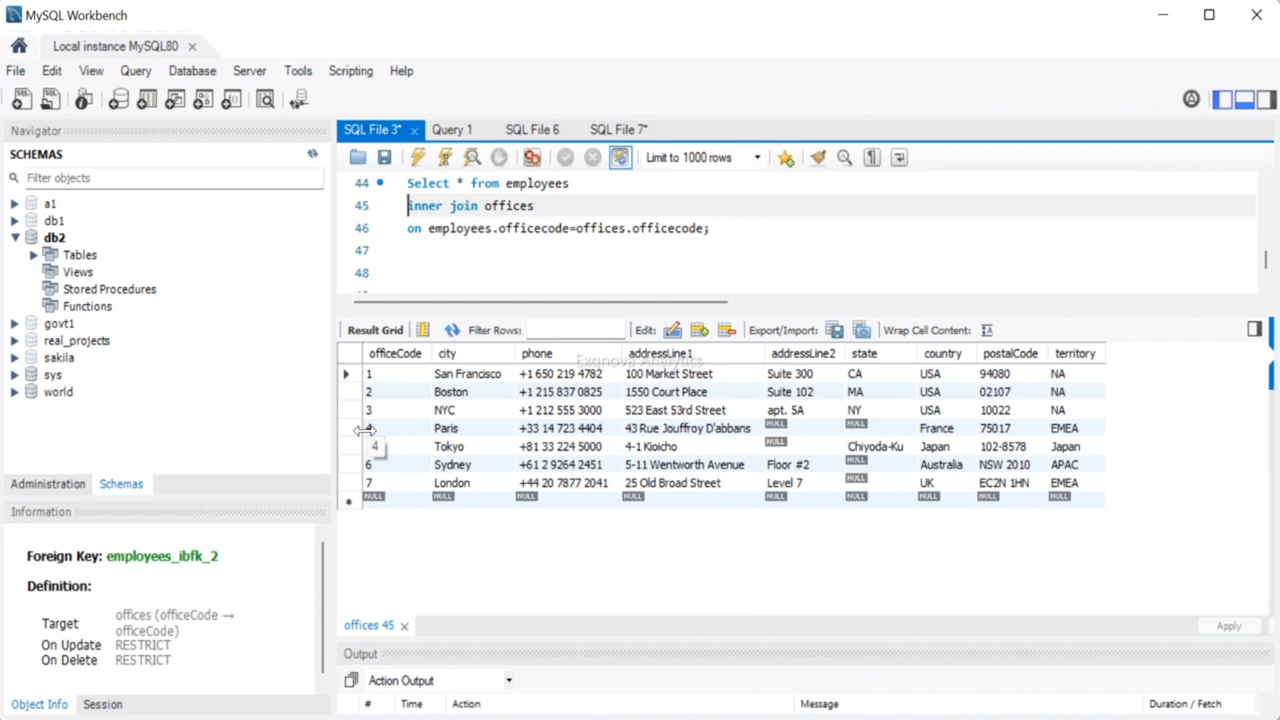 MySQL Workbench
Local instance MySQL80
File Edit View Query Database Server Tools Scripting Help
Navigator
SCHEMAS
Filter objects
a1
db1
db2
Tables
Views
Stored Procedures
Functions
govt1
real_projects
sakila
sys
world
Administration Schemas
Information
Foreign Key: employees_ibfk_2
Definition:
Target offices (officeCode → officeCode)
On Update RESTRICT
On Delete RESTRICT
Object Info Session
SQL File 3* Query 1 SQL File 6 SQL File 7*
Limit to 1000 rows
44 Select * from employees
45 inner join offices
46 on employees.officecode=offices.officecode;
47
48
Result Grid Filter Rows: Edit: Export/Import: Wrap Cell Content:
Exgnova Analytics
officeCode city phone addressLine1 addressLine2 state country postalCode territory
1 San Francisco +1 650 219 4782 100 Market Street Suite 300 CA USA 94080 NA
2 Boston +1 215 837 0825 1550 Court Place Suite 102 MA USA 02107 NA
3 NYC +1 212 555 3000 523 East 53rd Street apt. 5A NY USA 10022 NA
4 Paris +33 14 723 4404 43 Rue Jouffroy D'abbans NULL NULL France 75017 EMEA
4
Tokyo +81 33 224 5000 4-1 Kioicho NULL Chiyoda-Ku Japan 102-8578 Japan
6 Sydney +61 2 9264 2451 5-11 Wentworth Avenue Floor #2 NULL Australia NSW 2010 APAC
7 London +44 20 7877 2041 25 Old Broad Street Level 7 NULL UK EC2N 1HN EMEA
NULL NULL NULL NULL NULL NULL NULL NULL NULL
offices 45 Apply
Output
Action Output
# Time Action Message Duration / Fetch